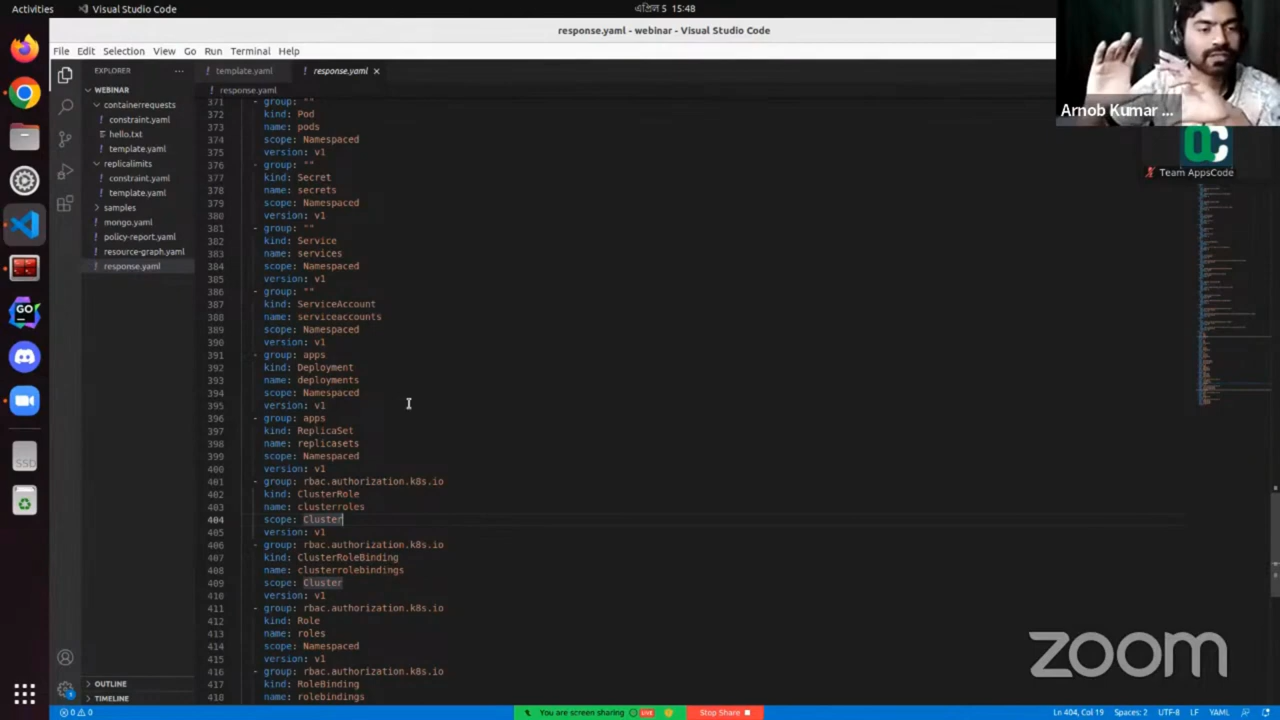 Activities
Visual Studio Code
এপ্রিল 5 15:48
response.yaml - webinar - Visual Studio Code
File Edit Selection View Go Run Terminal Help
EXPLORER
template.yaml
response.yaml
WEBINAR
containerrequests
constraint.yaml
hello.txt
template.yaml
replicalimits
constraint.yaml
template.yaml
samples
mongo.yaml
policy-report.yaml
resource-graph.yaml
response.yaml
OUTLINE
TIMELINE
response.yaml
371 - group: ""
372 kind: Pod
373 name: pods
374 scope: Namespaced
375 version: v1
376 - group: ""
377 kind: Secret
378 name: secrets
379 scope: Namespaced
380 version: v1
381 - group: ""
382 kind: Service
383 name: services
384 scope: Namespaced
385 version: v1
386 - group: ""
387 kind: ServiceAccount
388 name: serviceaccounts
389 scope: Namespaced
390 version: v1
391 - group: apps
392 kind: Deployment
393 name: deployments
394 scope: Namespaced
395 version: v1
396 - group: apps
397 kind: ReplicaSet
398 name: replicasets
399 scope: Namespaced
400 version: v1
401 - group: rbac.authorization.k8s.io
402 kind: ClusterRole
403 name: clusterroles
404 scope: Cluster
405 version: v1
406 - group: rbac.authorization.k8s.io
407 kind: ClusterRoleBinding
408 name: clusterrolebindings
409 scope: Cluster
410 version: v1
411 - group: rbac.authorization.k8s.io
412 kind: Role
413 name: roles
414 scope: Namespaced
415 version: v1
416 - group: rbac.authorization.k8s.io
417 kind: RoleBinding
418 name: rolebindings
Arnob Kumar ...
Team AppsCode
GO
SSD
zoom
0 0
You are screen sharing
LIVE
Stop Share
Ln 404, Col 19 Spaces: 2 UTF-8 LF YAML